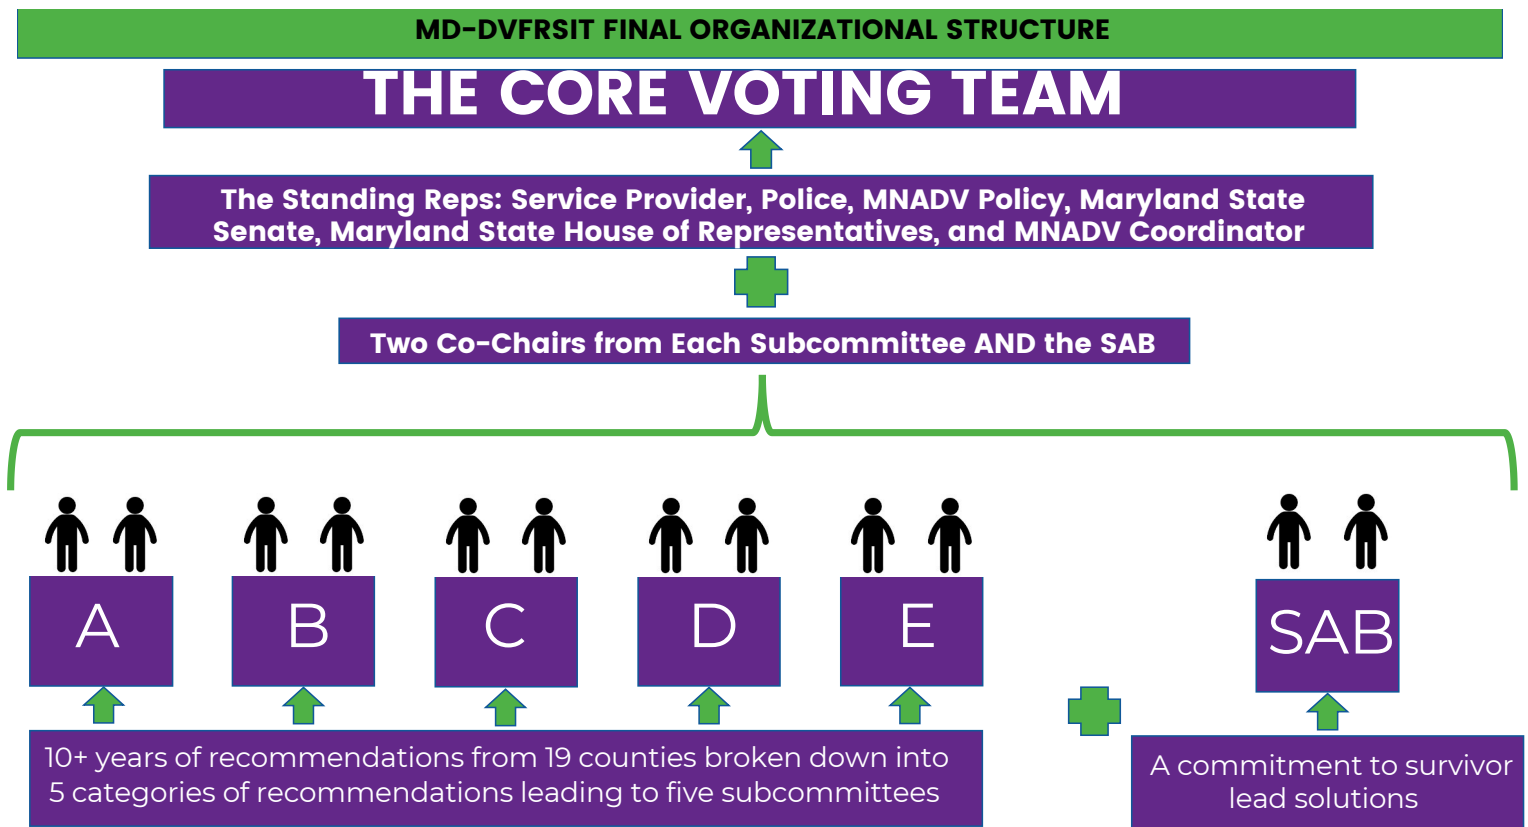 MD-DVFRSIT FINAL ORGANIZATIONAL STRUCTURE
THE CORE VOTING TEAM
The Standing Reps: Service Provider, Police, MNADV Policy, Maryland State
Senate, Maryland State House of Representatives, and MNADV Coordinator
Two Co-Chairs from Each Subcommittee AND the SAB
A
B
C
D
E
SAB
10+ years of recommendations from 19 counties broken down into
5 categories of recommendations leading to five subcommittees
A commitment to survivor
lead solutions